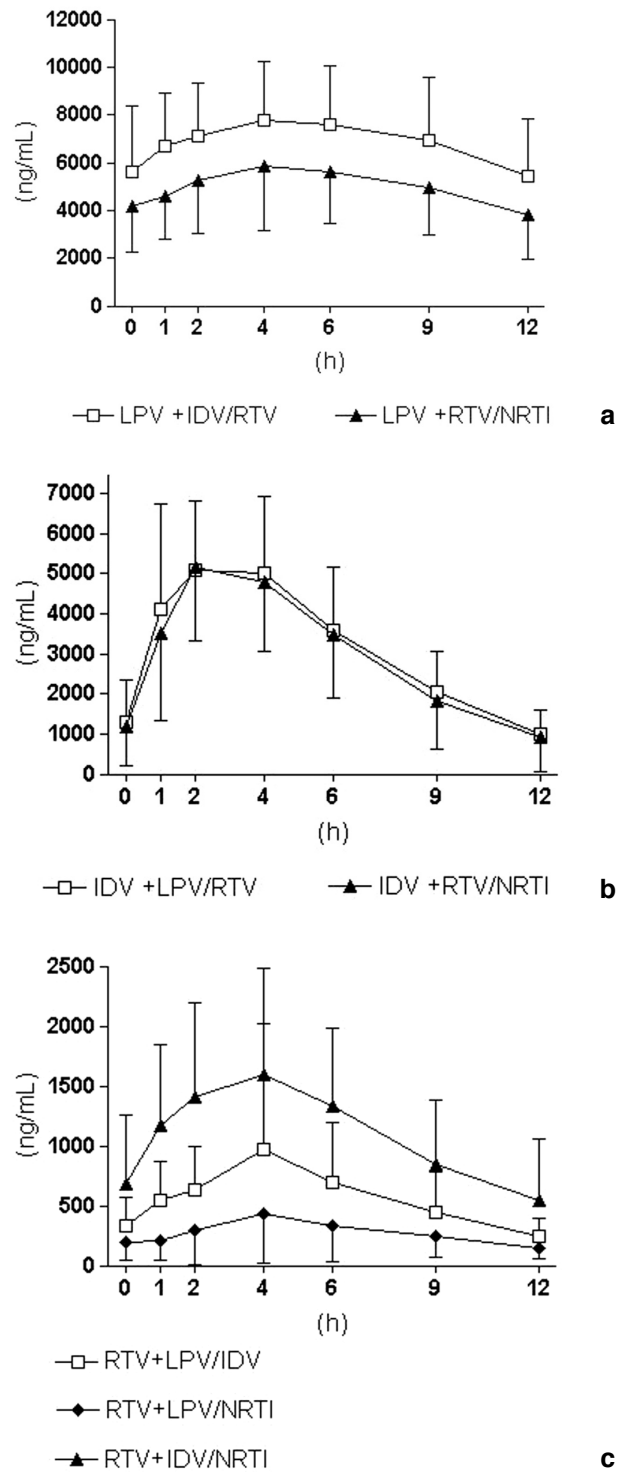 12000
10000
8000
6000
4000
2000
0
(ng/mL)
0 1 2 4 6 9 12
(h)
LPV +IDV/RTV LPV +RTV/NRTI a
7000
6000
5000
4000
3000
2000
1000
0
(ng/mL)
0 1 2 4 6 9 12
(h)
IDV +LPV/RTV IDV +RTV/NRTI b
2500
2000
1500
1000
500
0
(ng/mL)
0 1 2 4 6 9 12
(h)
RTV+LPV/IDV
RTV+LPV/NRTI
RTV+IDV/NRTI c